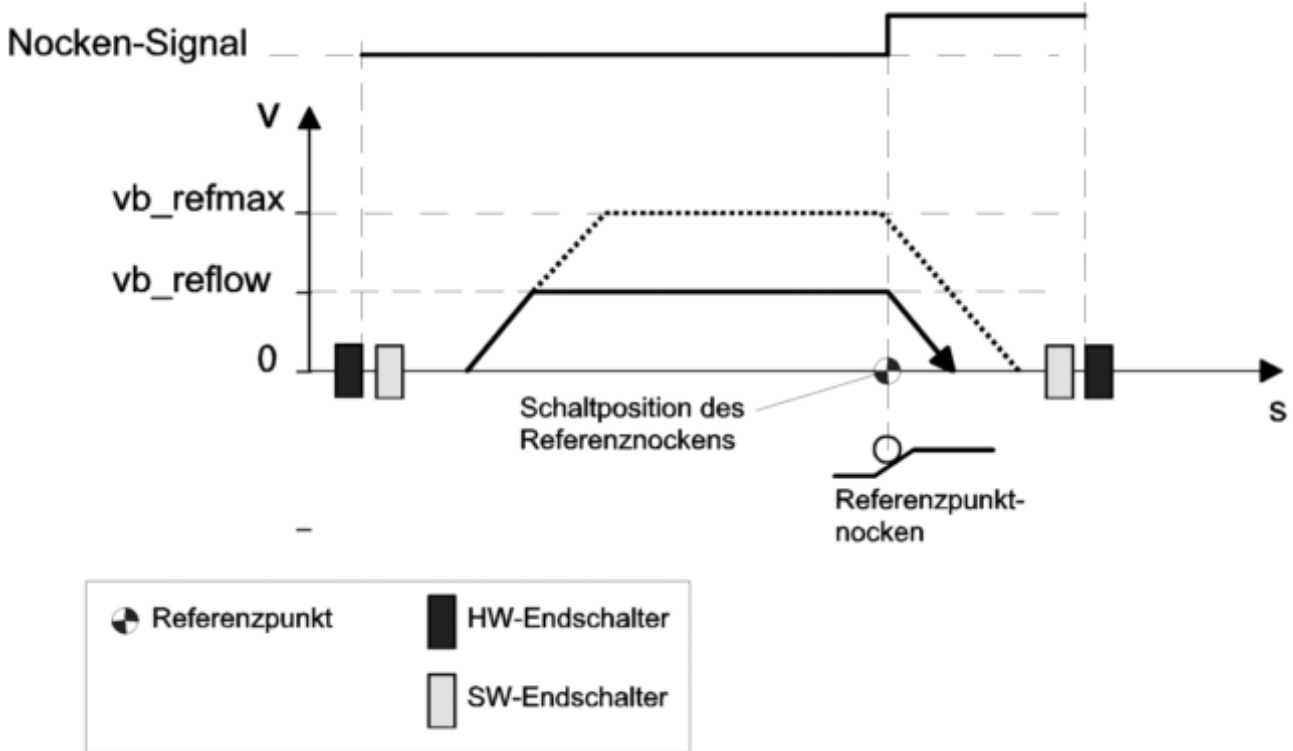 Nocken-Signal
V
vb_refmax
vb_reflow
0
s
Schaltposition des
Referenznockens
Referenzpunkt-
nocken
–
Referenzpunkt
HW-Endschalter
SW-Endschalter